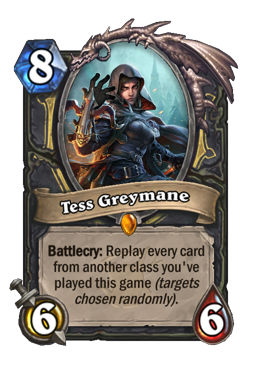 8
Tess Greymane
Battlecry: Replay every card
from another class you've
played this game (targets
chosen randomly).
6 6